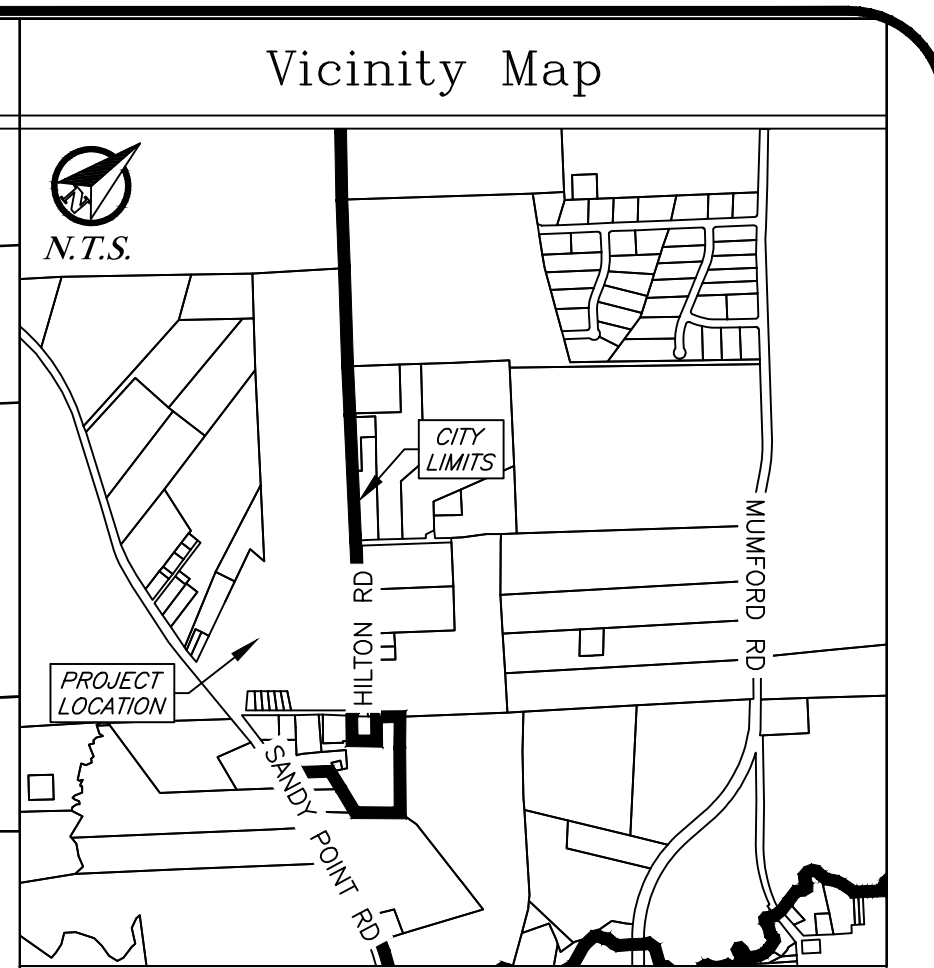 Vicinity Map
N
N.T.S.
CITY
LIMITS
MUMFORD RD
HILTON RD
PROJECT
LOCATION
SANDY POINT RD